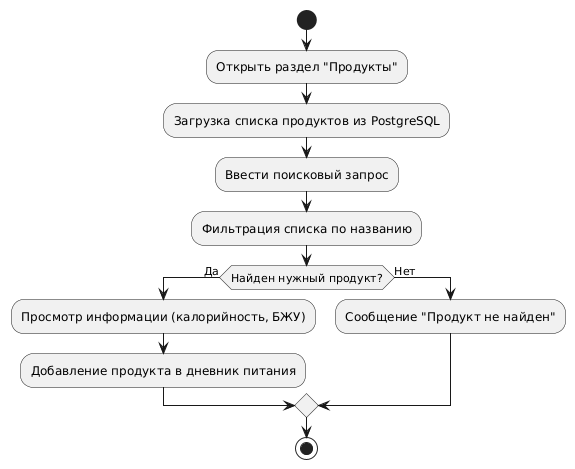 Открыть раздел "Продукты"
Загрузка списка продуктов из PostgreSQL
Ввести поисковый запрос
Фильтрация списка по названию
Да
Найден нужный продукт?
Нет
Просмотр информации (калорийность, БЖУ)
Сообщение "Продукт не найден"
Добавление продукта в дневник питания